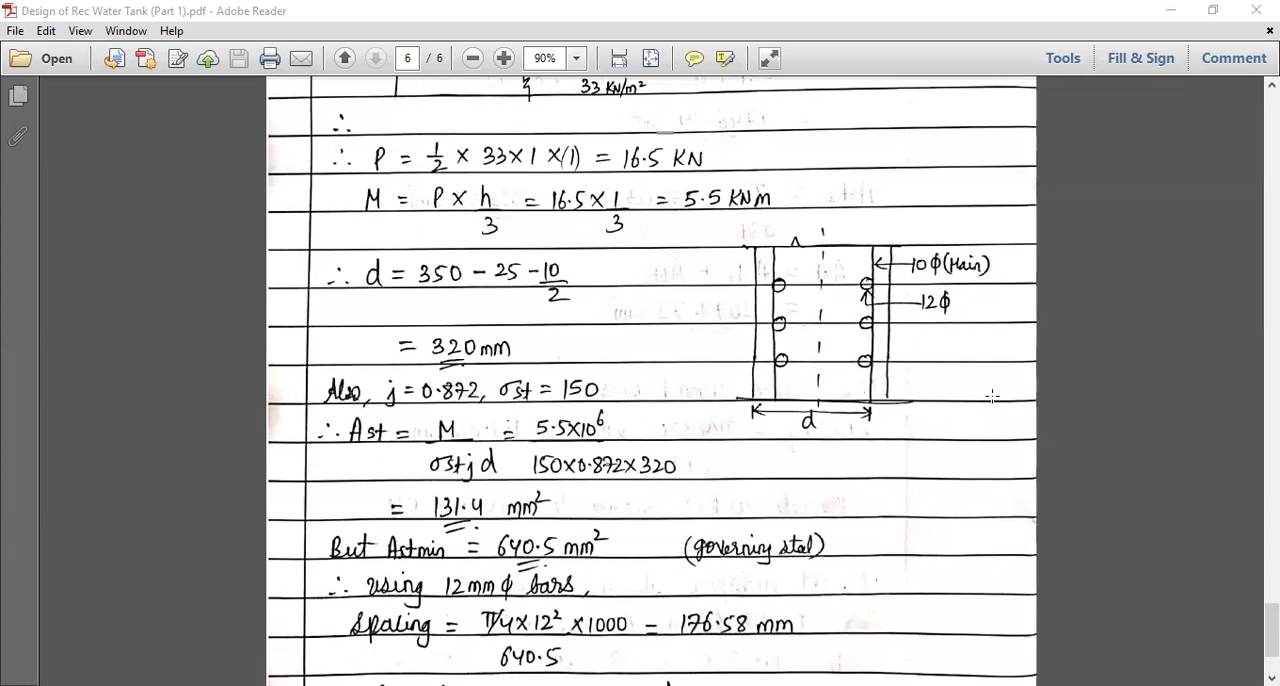 Design of Rec Water Tank (Part 1).pdf - Adobe Reader
File Edit View Window Help
Open 6 / 6 90% Tools Fill & Sign Comment
33 KN/m²
∴
∴ P = 1/2 × 33 × 1 × (1) = 16.5 KN
M = P × h/3 = 16.5 × 1/3 = 5.5 KNm
∴ d = 350 - 25 - 10/2
= 320 mm
10 ϕ (Main)
12 ϕ
d
Also, j = 0.872, σst = 150
∴ Ast = M / σst j d = 5.5×10⁶ / 150×0.872×320
= 131.4 mm²
But Astmin = 640.5 mm² (governing steel)
∴ using 12 mm ϕ bars,
Spacing = π/4 × 12² × 1000 / 640.5 = 176.58 mm